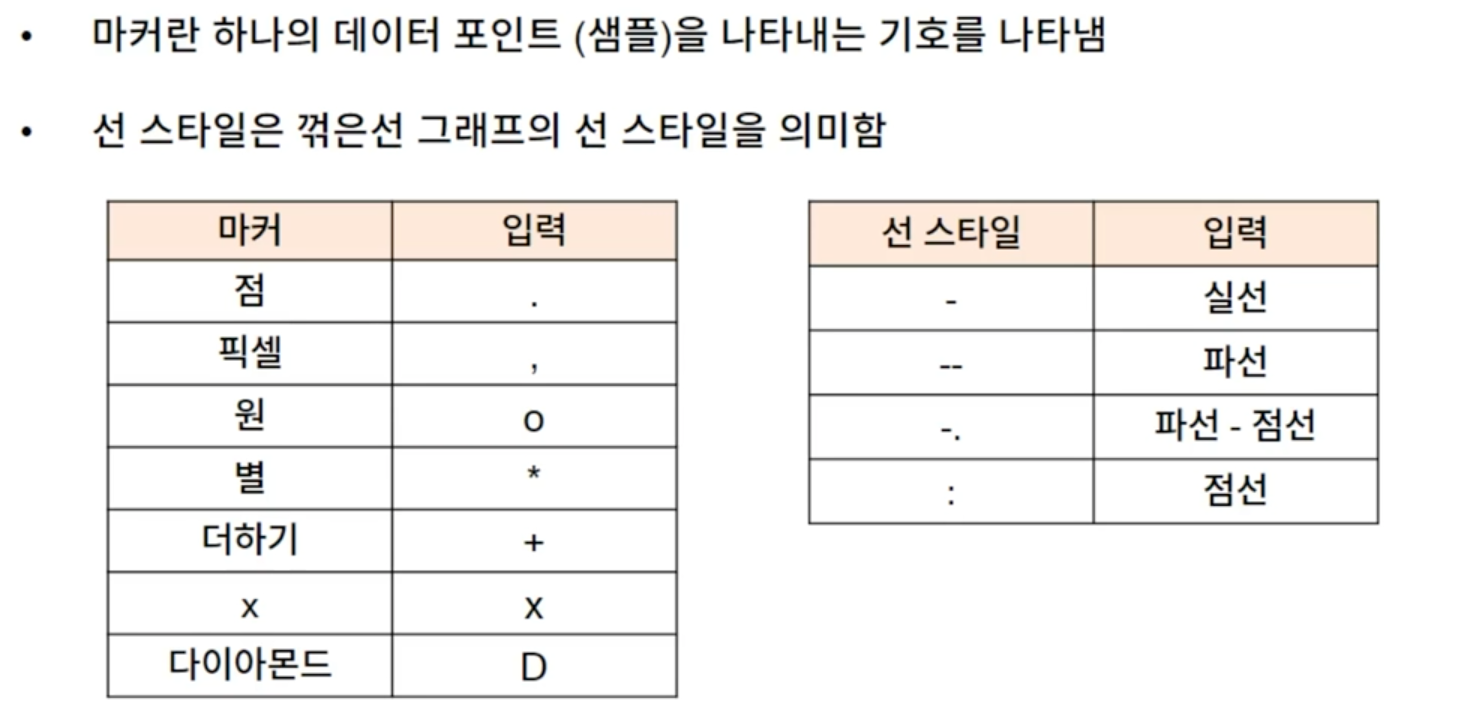 • 마커란 하나의 데이터 포인트 (샘플)을 나타내는 기호를 나타냄
• 선 스타일은 꺾은선 그래프의 선 스타일을 의미함
마커 입력
점 .
픽셀 ,
원 o
별 *
더하기 +
x x
다이아몬드 D
선 스타일 입력
- 실선
-- 파선
-. 파선 - 점선
: 점선